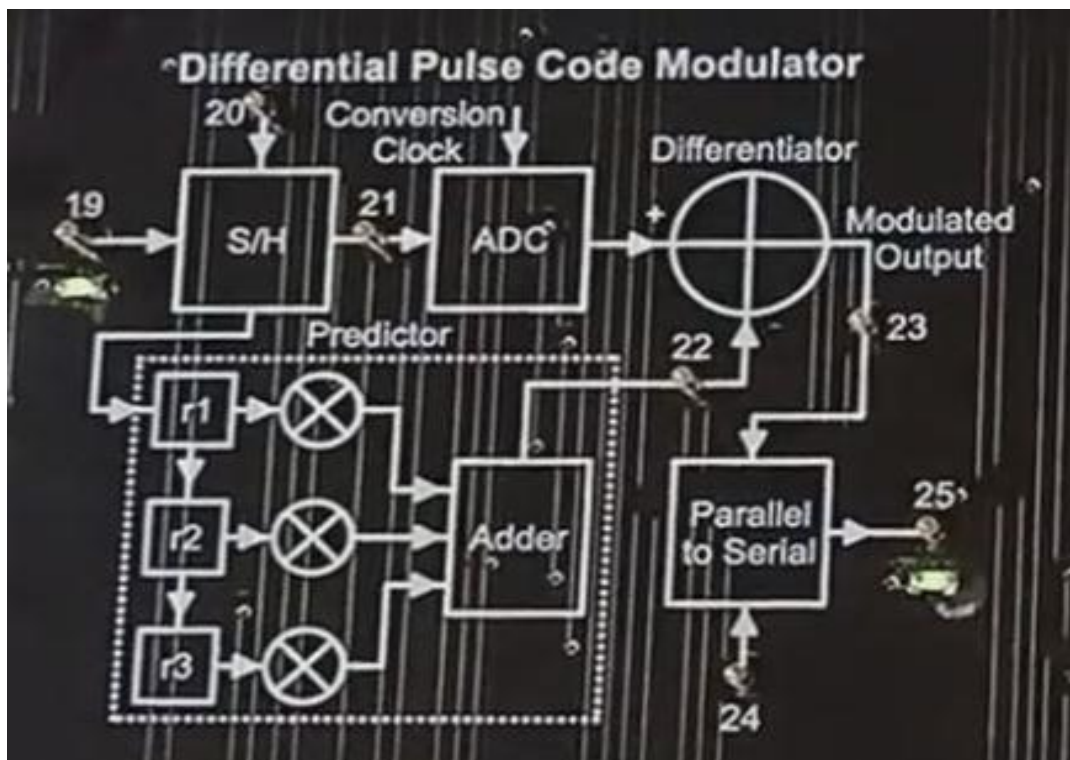 Differential Pulse Code Modulator
20
Conversion
Clock
Differentiator
19
21
S/H
ADC
+
Modulated
Output
Predictor
22
23
r1
r2
r3
Adder
Parallel
to Serial
25
24